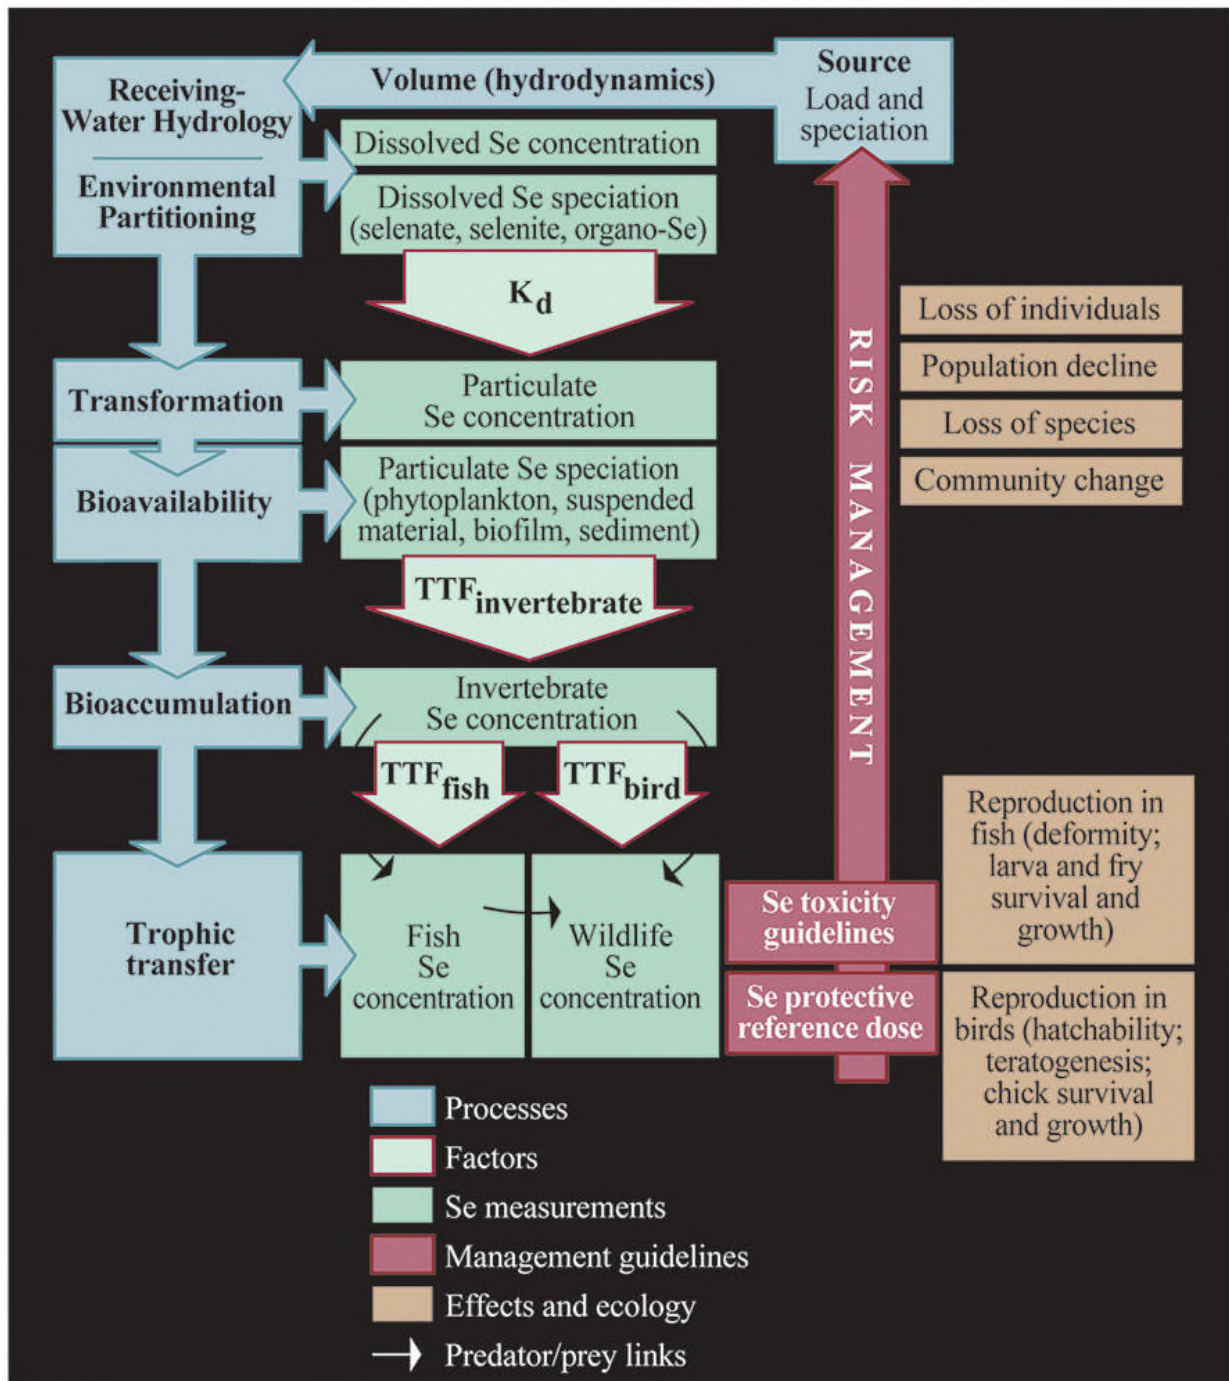 Receiving-
Water Hydrology
Environmental
Partitioning
Volume (hydrodynamics)
Source
Load and
speciation
Dissolved Se concentration
Dissolved Se speciation
(selenate, selenite, organo-Se)
Kd
Transformation
Particulate
Se concentration
Bioavailability
Particulate Se speciation
(phytoplankton, suspended
material, biofilm, sediment)
TTFinvertebrate
Bioaccumulation
Invertebrate
Se concentration
TTFfish
TTFbird
Trophic
transfer
Fish
Se
concentration
Wildlife
Se
concentration
RISK MANAGEMENT
Se toxicity
guidelines
Se protective
reference dose
Loss of individuals
Population decline
Loss of species
Community change
Reproduction in
fish (deformity;
larva and fry
survival and
growth)
Reproduction in
birds (hatchability;
teratogenesis;
chick survival
and growth)
Processes
Factors
Se measurements
Management guidelines
Effects and ecology
Predator/prey links